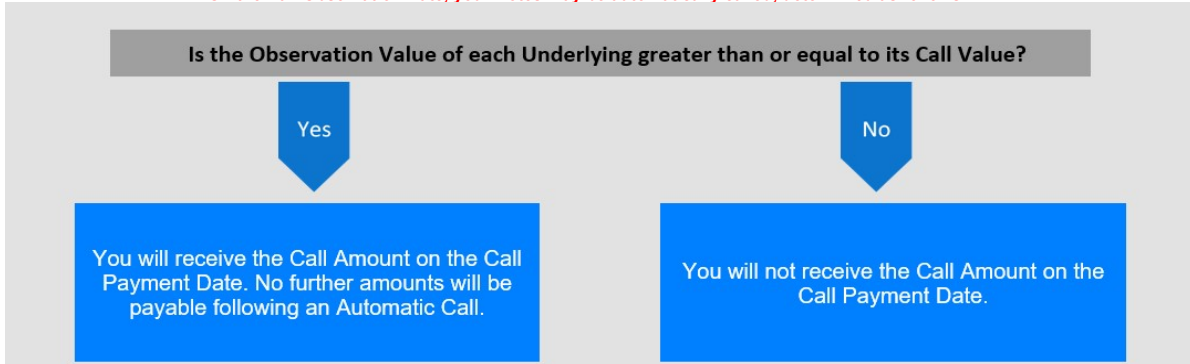 Is the Observation Value of each Underlying greater than or equal to its Call Value?
Yes
No
You will receive the Call Amount on the Call
Payment Date. No further amounts will be
payable following an Automatic Call.
You will not receive the Call Amount on the
Call Payment Date.